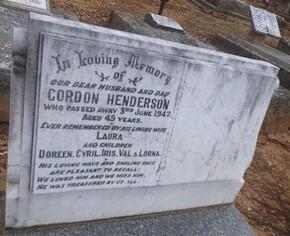 In Loving Memory
of
OUR DEAR HUSBAND AND DAD
GORDON HENDERSON
WHO PASSED AWAY 3RD JUNE 1947
AGED 45 YEARS.
EVER REMEMBERED BY HIS LOVING WIFE
LAURA
AND CHILDREN
DOREEN, CYRIL, IRIS, VAL & LORNA.
HIS LOVING WAYS AND SMILING FACE
ARE PLEASANT TO RECALL:
WE LOVED HIM AND WE MISS HIM,
HE WAS TREASURED BY US ALL